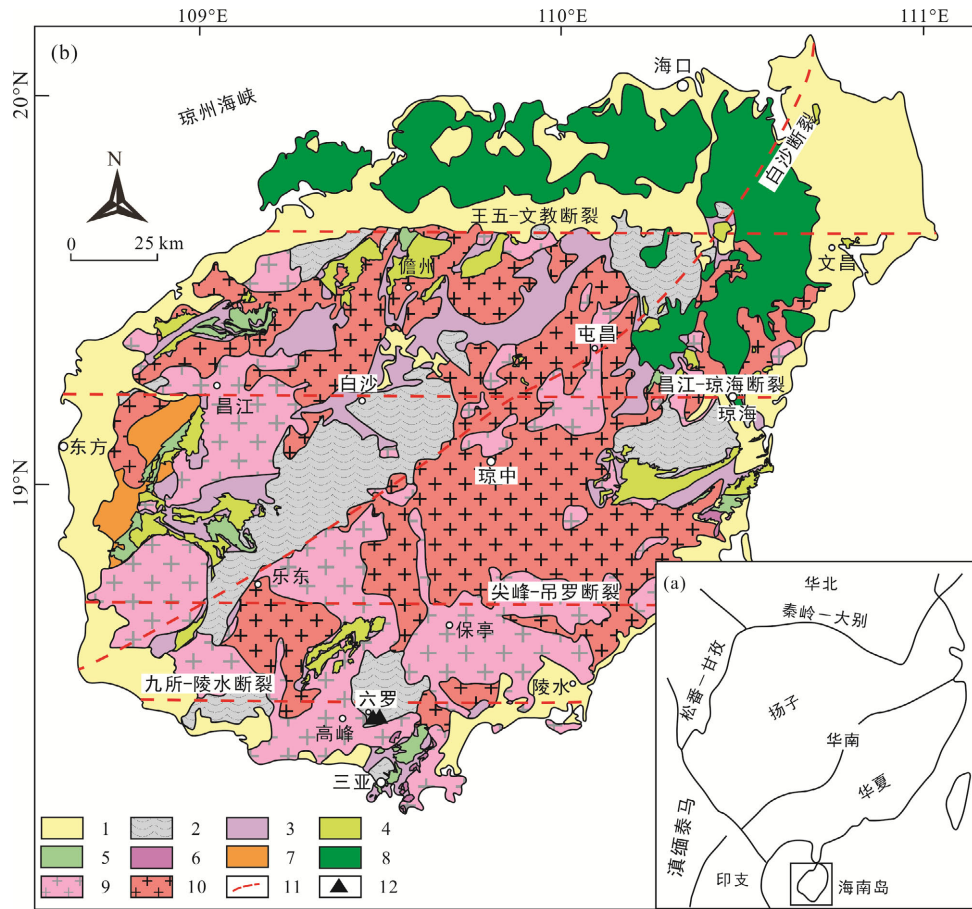 109°E
110°E
111°E
(b)
海口
20°N
琼州海峡
白沙断裂
N
0
25 km
王五-文教断裂
文昌
儋州
屯昌
白沙
昌江
昌江-琼海断裂
琼海
东方
琼中
19°N
乐东
尖峰-吊罗断裂
保亭
九所-陵水断裂
六罗
陵水
高峰
三亚
(a)
华北
秦岭－大别
松番－甘孜
扬子
华南
华夏
滇缅泰马
印支
海南岛
1
2
3
4
5
6
7
8
9
10
11
12